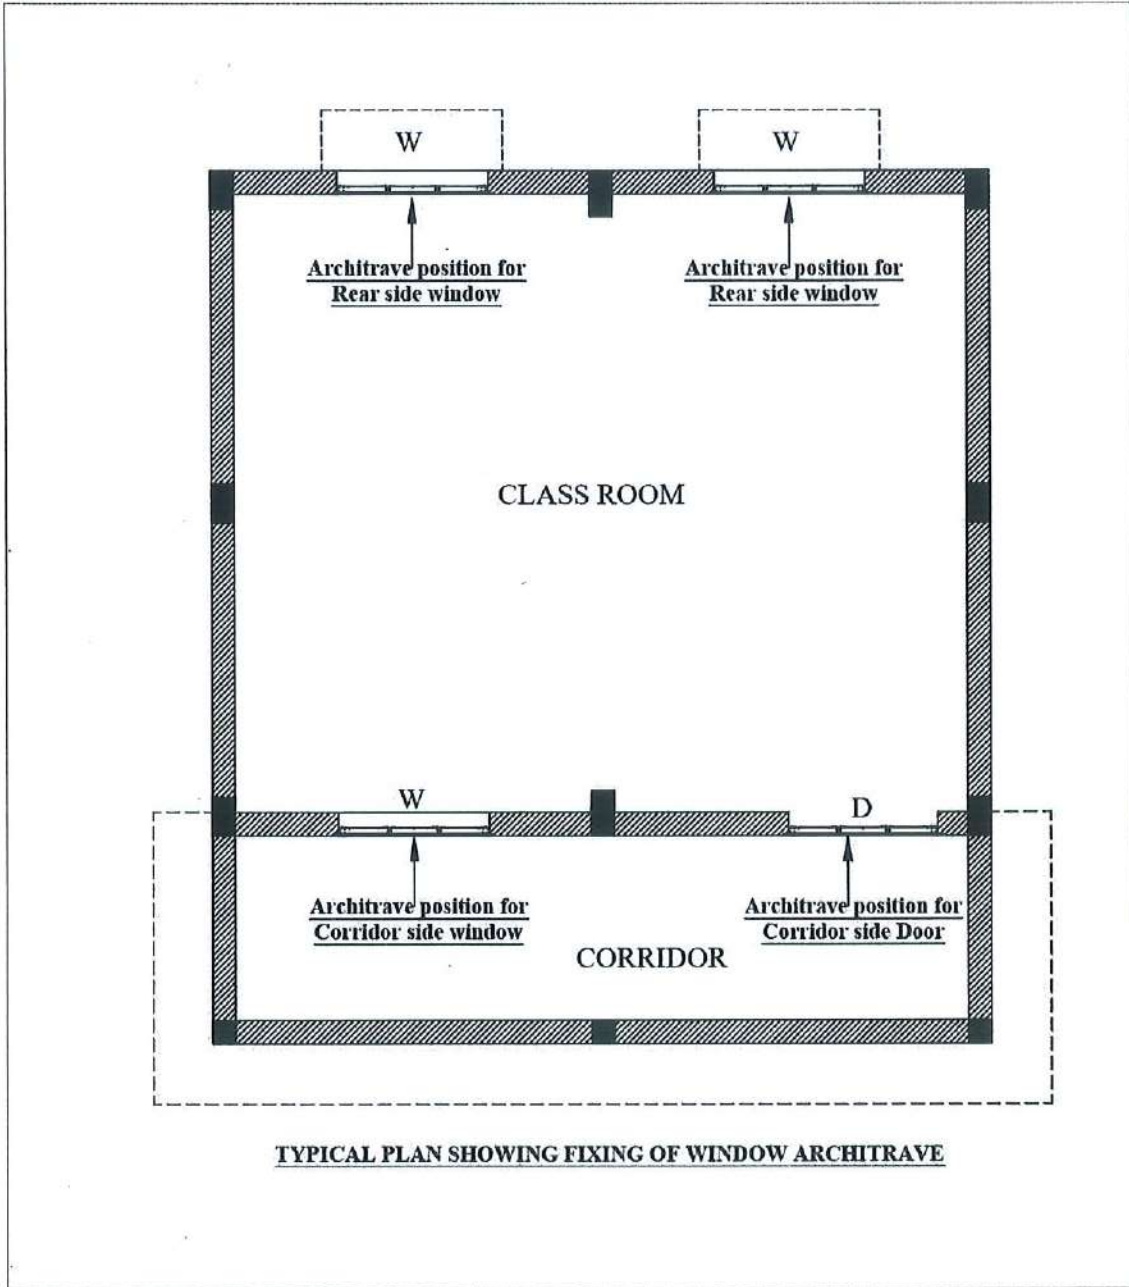 W
W
Architrave position for
Rear side window
Architrave position for
Rear side window
CLASS ROOM
W
D
Architrave position for
Corridor side window
Architrave position for
Corridor side Door
CORRIDOR
TYPICAL PLAN SHOWING FIXING OF WINDOW ARCHITRAVE